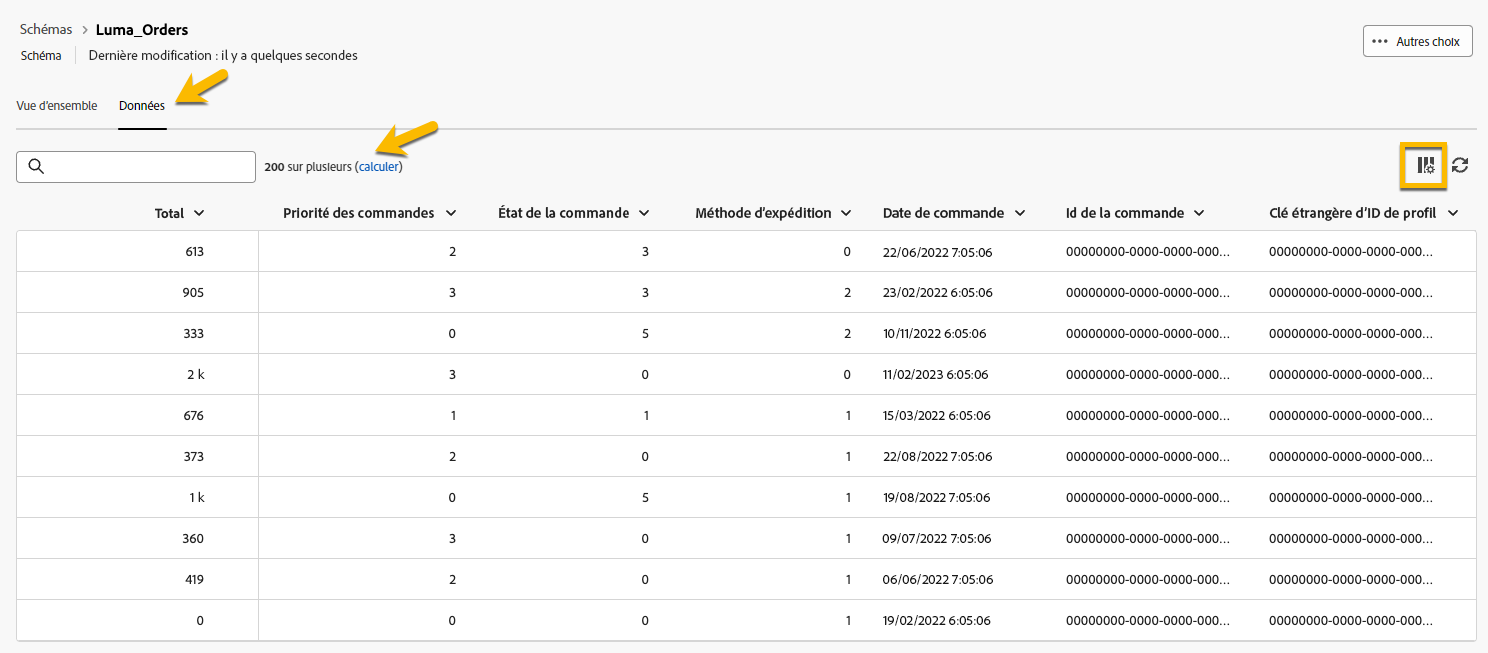 Schémas > Luma_Orders
Autres choix
Schéma Dernière modification : il y a quelques secondes
Vue d'ensemble Données
200 sur plusieurs (calculer)
Total Priorité des commandes État de la commande Méthode d'expédition Date de commande Id de la commande Clé étrangère d'ID de profil
613 2 3 0 22/06/2022 7:05:06 00000000-0000-0000-000... 00000000-0000-0000-000...
905 3 3 2 23/02/2022 6:05:06 00000000-0000-0000-000... 00000000-0000-0000-000...
333 0 5 2 10/11/2022 6:05:06 00000000-0000-0000-000... 00000000-0000-0000-000...
2 k 3 0 0 11/02/2023 6:05:06 00000000-0000-0000-000... 00000000-0000-0000-000...
676 1 1 1 15/03/2022 6:05:06 00000000-0000-0000-000... 00000000-0000-0000-000...
373 2 0 1 22/08/2022 7:05:06 00000000-0000-0000-000... 00000000-0000-0000-000...
1 k 0 5 1 19/08/2022 7:05:06 00000000-0000-0000-000... 00000000-0000-0000-000...
360 3 0 1 09/07/2022 7:05:06 00000000-0000-0000-000... 00000000-0000-0000-000...
419 2 0 1 06/06/2022 7:05:06 00000000-0000-0000-000... 00000000-0000-0000-000...
0 0 0 1 19/02/2022 6:05:06 00000000-0000-0000-000... 00000000-0000-0000-000...